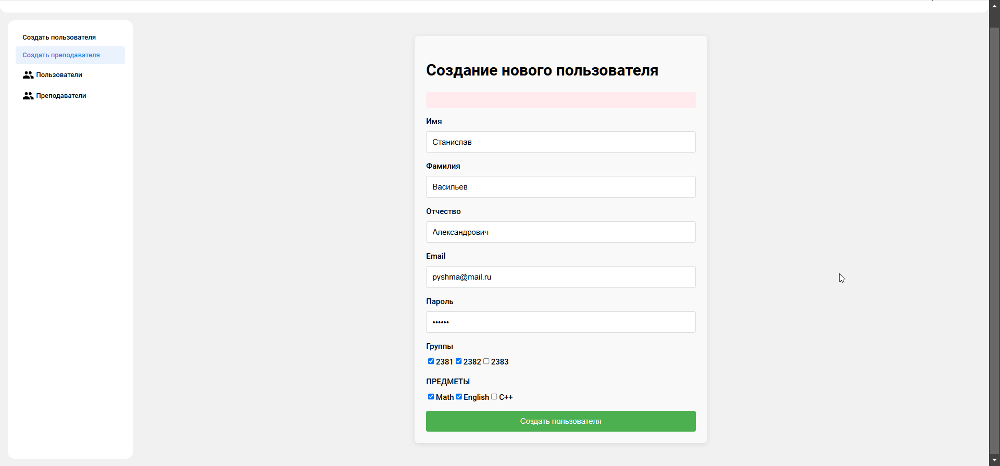 Создать пользователя
Создать преподавателя
Пользователи
Преподаватели
Создание нового пользователя
Имя
Станислав
Фамилия
Васильев
Отчество
Александрович
Email
pyshma@mail.ru
Пароль
••••••
Группы
2381 2382 2383
ПРЕДМЕТЫ
Math English C++
Создать пользователя